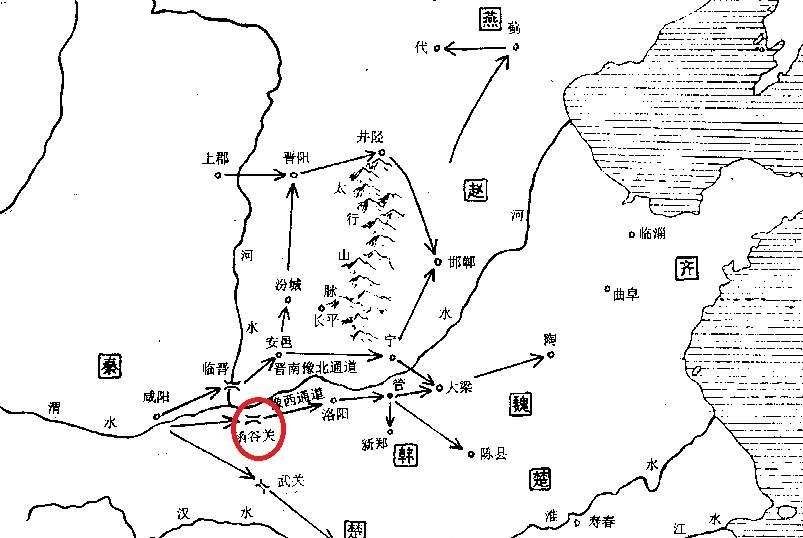 燕
蓟
代
井陉
上郡
晋阳
太
行
山
脉
赵
河
临淄
齐
曲阜
河
水
邯郸
汾城
长平
水
宁
安邑
陶
秦
临晋
晋南豫北通道
咸阳
管
大梁
魏
豫西通道
渭
水
洛阳
函谷关
新郑
韩
陈县
武关
楚
水
汉
水
楚
淮
寿春
江
水